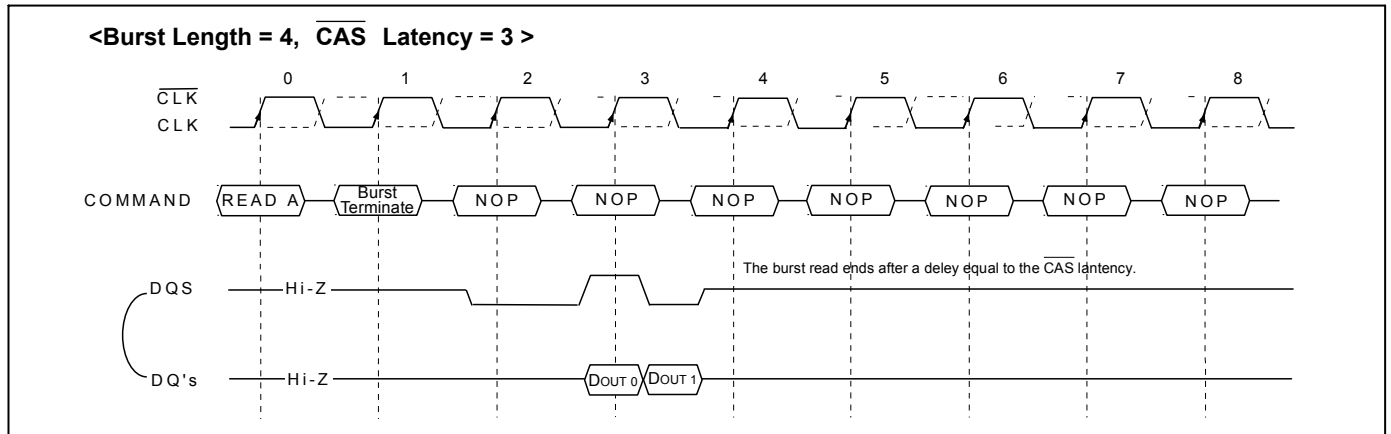 <Burst Length = 4, CAS Latency = 3 >
0 1 2 3 4 5 6 7 8
CLK
CLK
COMMAND READ A Burst Terminate NOP NOP NOP NOP NOP NOP NOP
The burst read ends after a deley equal to the CAS lantency.
DQS Hi-Z
DQ's Hi-Z DOUT 0 DOUT 1